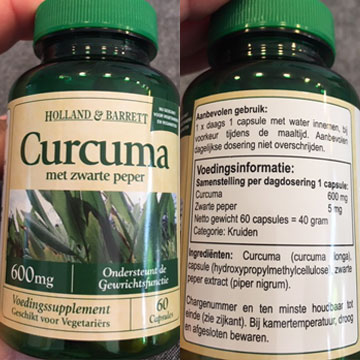 HOLLAND & BARRETT
Curcuma
met zwarte peper
600mg
Ondersteunt de
Gewrichtsfunctie
Voedingssupplement
Geschikt voor Vegetariërs
60
Capsules
Aanbevolen gebruik:
1 x daags 1 capsule met water innemen, bij
voorkeur tijdens de maaltijd. Aanbevolen
dagelijkse dosering niet overschrijden.
Voedingsinformatie:
Samenstelling per dagdosering 1 capsule:
Curcuma 600 mg
Zwarte peper 5 mg
Netto gewicht 60 capsules = 40 gram
Categorie: Kruiden
Ingrediënten: Curcuma (curcuma longa),
capsule (hydroxypropylmethylcellulose), zwarte
peper extract (piper nigrum).
Chargenummer en ten minste houdbaar tot
einde (zie zijkant). Bij kamertemperatuur, droog
en afgesloten bewaren.